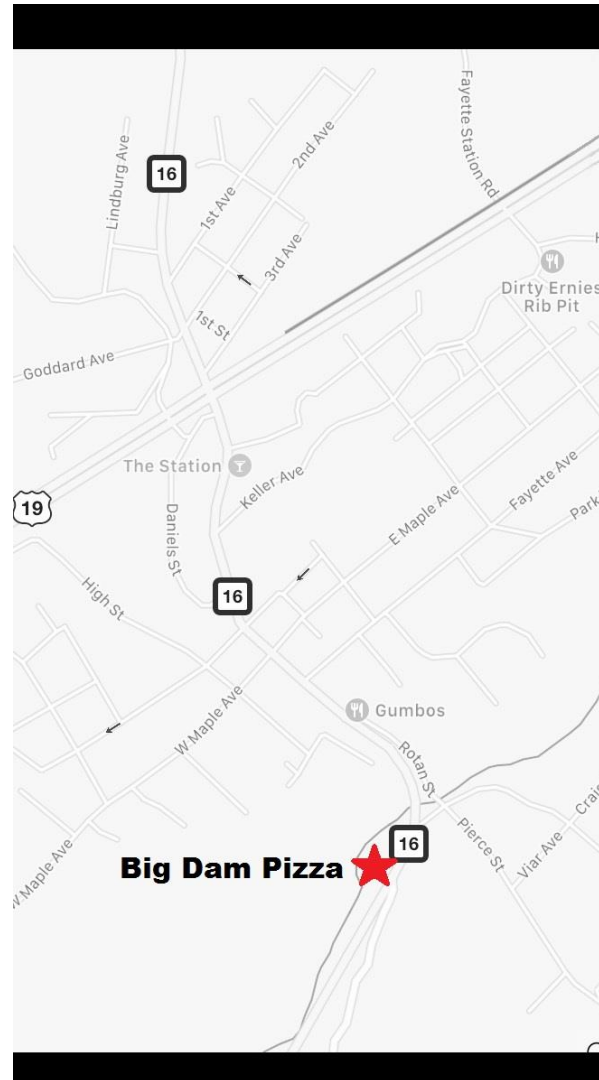 Lindburg Ave
16
1st Ave
2nd Ave
Fayette Station Rd
3rd Ave
1st St
Dirty Ernies
Rib Pit
Goddard Ave
The Station
Keller Ave
19
Daniels St
E Maple Ave
Fayette Ave
Park
High St
16
W Maple Ave
Gumbos
Rotan St
Pierce St
Viar Ave
Craig
16
Big Dam Pizza
W Maple Ave